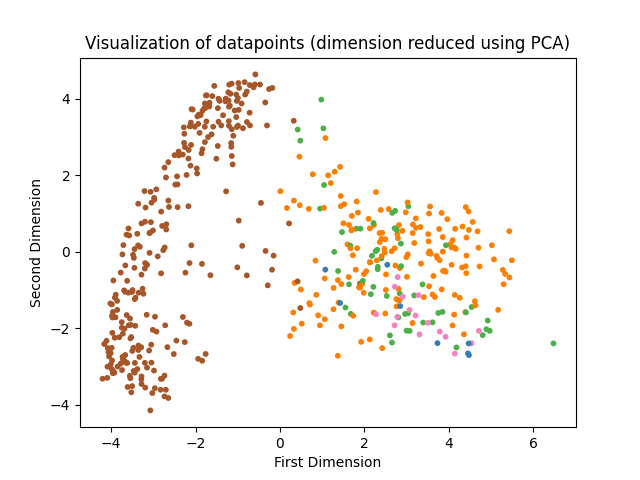 Visualization of datapoints (dimension reduced using PCA)
4
2
0
−2
−4
Second Dimension
−4 −2 0 2 4 6
First Dimension